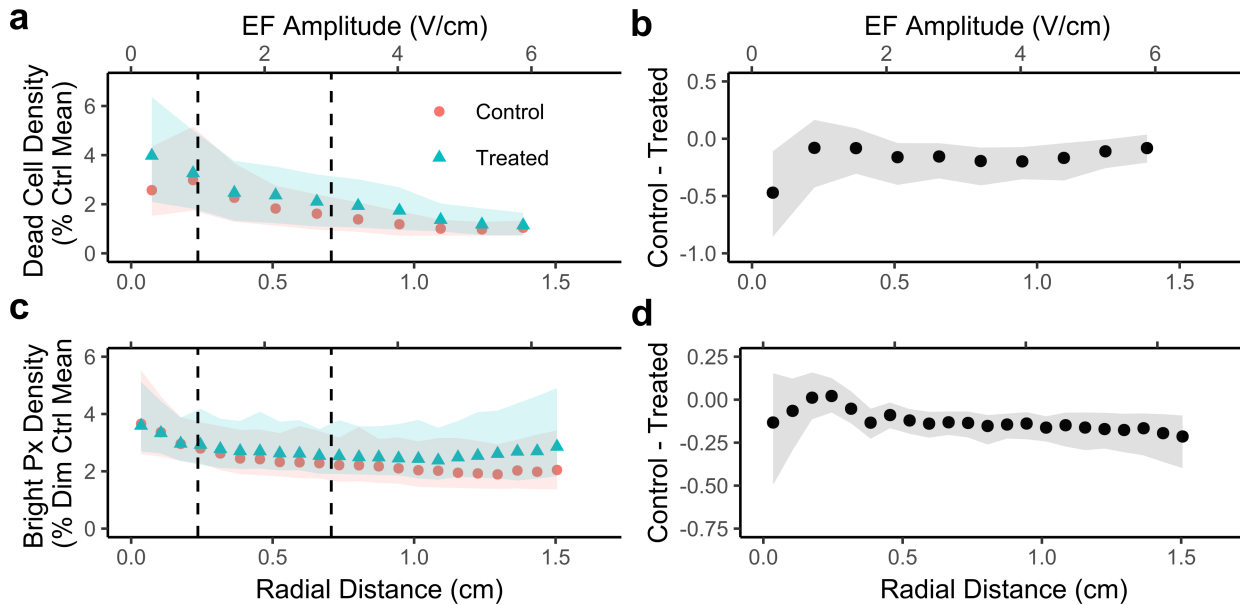 a
EF Amplitude (V/cm)
0 2 4 6
Dead Cell Density
(% Ctrl Mean)
6
4
2
0
Control
Treated
0.0 0.5 1.0 1.5
b
EF Amplitude (V/cm)
0 2 4 6
Control - Treated
0.5
0.0
-0.5
-1.0
0.0 0.5 1.0 1.5
c
Bright Px Density
(% Dim Ctrl Mean
6
4
2
0
0.0 0.5 1.0 1.5
Radial Distance (cm)
d
Control - Treated
0.25
0.00
-0.25
-0.50
-0.75
0.0 0.5 1.0 1.5
Radial Distance (cm)